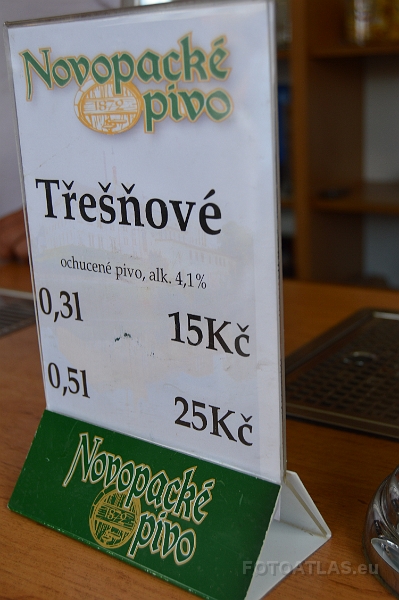 Novopacké
1872
pivo
Třešňové
ochucené pivo, alk. 4,1%
0,3l 15Kč
0,5l 25Kč
Novopacké
1872
pivo
FOTOATLAS.eu